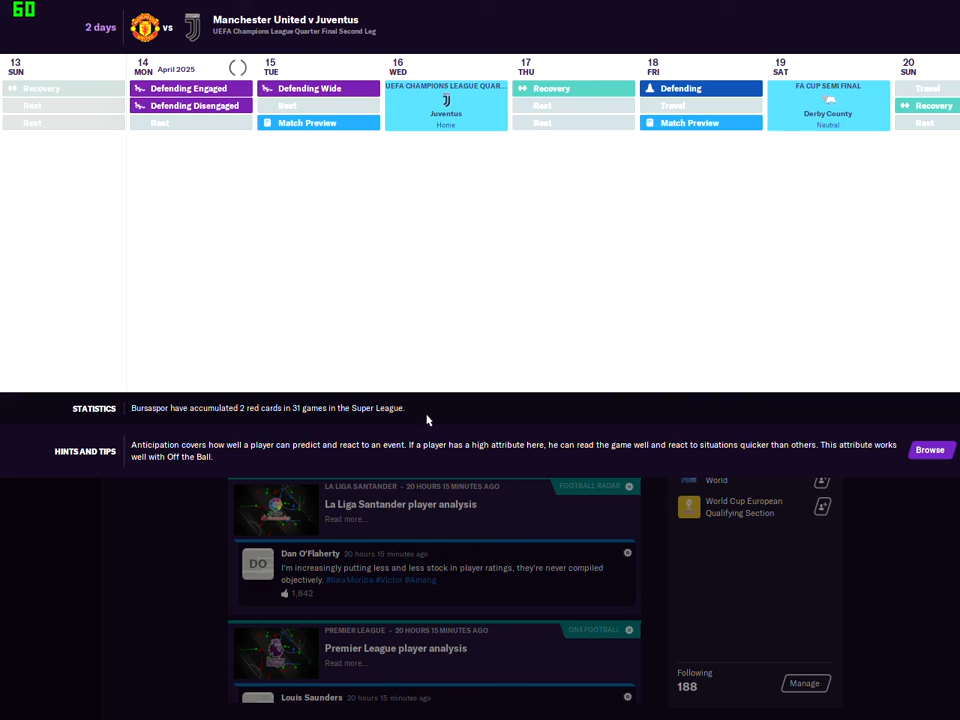 60
2 days
vs
Manchester United v Juventus
UEFA Champions League Quarter Final Second Leg
13
SUN
14
MON April 2025
15
TUE
16
WED
17
THU
18
FRI
19
SAT
20
SUN
Recovery
Rest
Rest
Defending Engaged
Defending Disengaged
Rest
Defending Wide
Rest
Match Preview
UEFA CHAMPIONS LEAGUE QUAR...
Juventus
Home
Recovery
Rest
Rest
Defending
Travel
Match Preview
FA CUP SEMI FINAL
Derby County
Neutral
Travel
Recovery
Rest
STATISTICS
Bursaspor have accumulated 2 red cards in 31 games in the Super League.
HINTS AND TIPS
Anticipation covers how well a player can predict and react to an event. If a player has a high attribute here, he can read the game well and react to situations quicker than others. This attribute works
well with Off the Ball.
Browse
LA LIGA SANTANDER - 20 HOURS 15 MINUTES AGO
FOOTBALL RADAR
La Liga Santander player analysis
Read more...
DO
Dan O'Flaherty 20 hours 15 minutes ago
I'm increasingly putting less and less stock in player ratings, they're never compiled
objectively. #IlaixMoriba #Victor #Amang
1,842
PREMIER LEAGUE - 20 HOURS 15 MINUTES AGO
ONEFOOTBALL
Premier League player analysis
Read more...
Louis Saunders 20 hours 15 minutes ago
World
World Cup European
Qualifying Section
Following
188
Manage